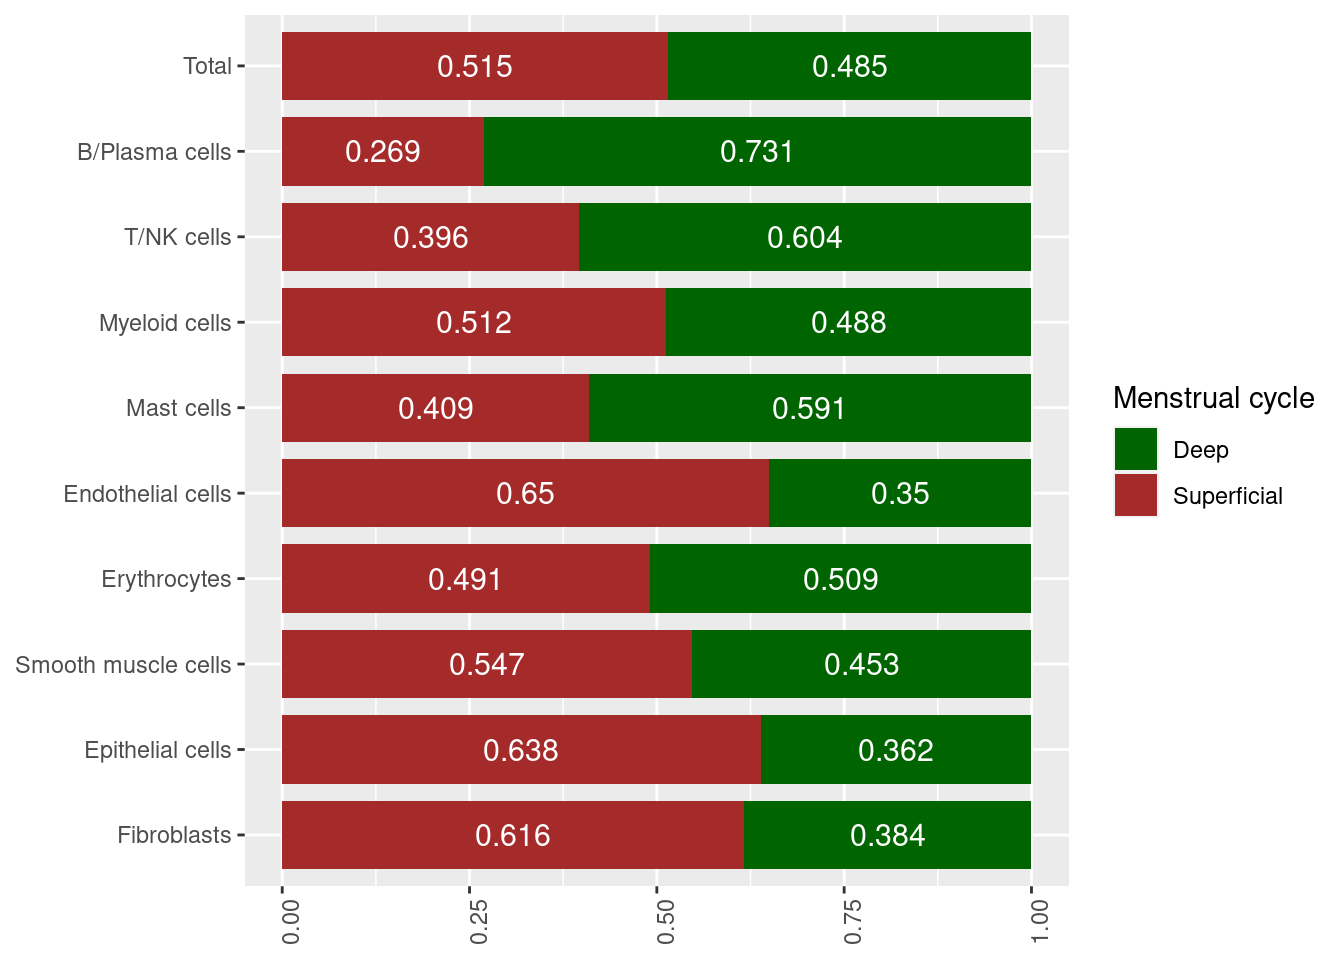 Total 0.515 0.485
B/Plasma cells 0.269 0.731
T/NK cells 0.396 0.604
Myeloid cells 0.512 0.488
Mast cells 0.409 0.591
Endothelial cells 0.65 0.35
Erythrocytes 0.491 0.509
Smooth muscle cells 0.547 0.453
Epithelial cells 0.638 0.362
Fibroblasts 0.616 0.384
0.00 0.25 0.50 0.75 1.00
Menstrual cycle
Deep
Superficial